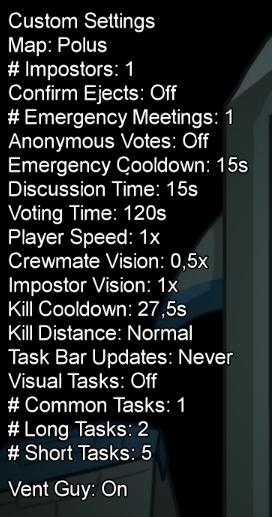 Custom Settings
Map: Polus
# Impostors: 1
Confirm Ejects: Off
# Emergency Meetings: 1
Anonymous Votes: Off
Emergency Cooldown: 15s
Discussion Time: 15s
Voting Time: 120s
Player Speed: 1x
Crewmate Vision: 0,5x
Impostor Vision: 1x
Kill Cooldown: 27,5s
Kill Distance: Normal
Task Bar Updates: Never
Visual Tasks: Off
# Common Tasks: 1
# Long Tasks: 2
# Short Tasks: 5
Vent Guy: On